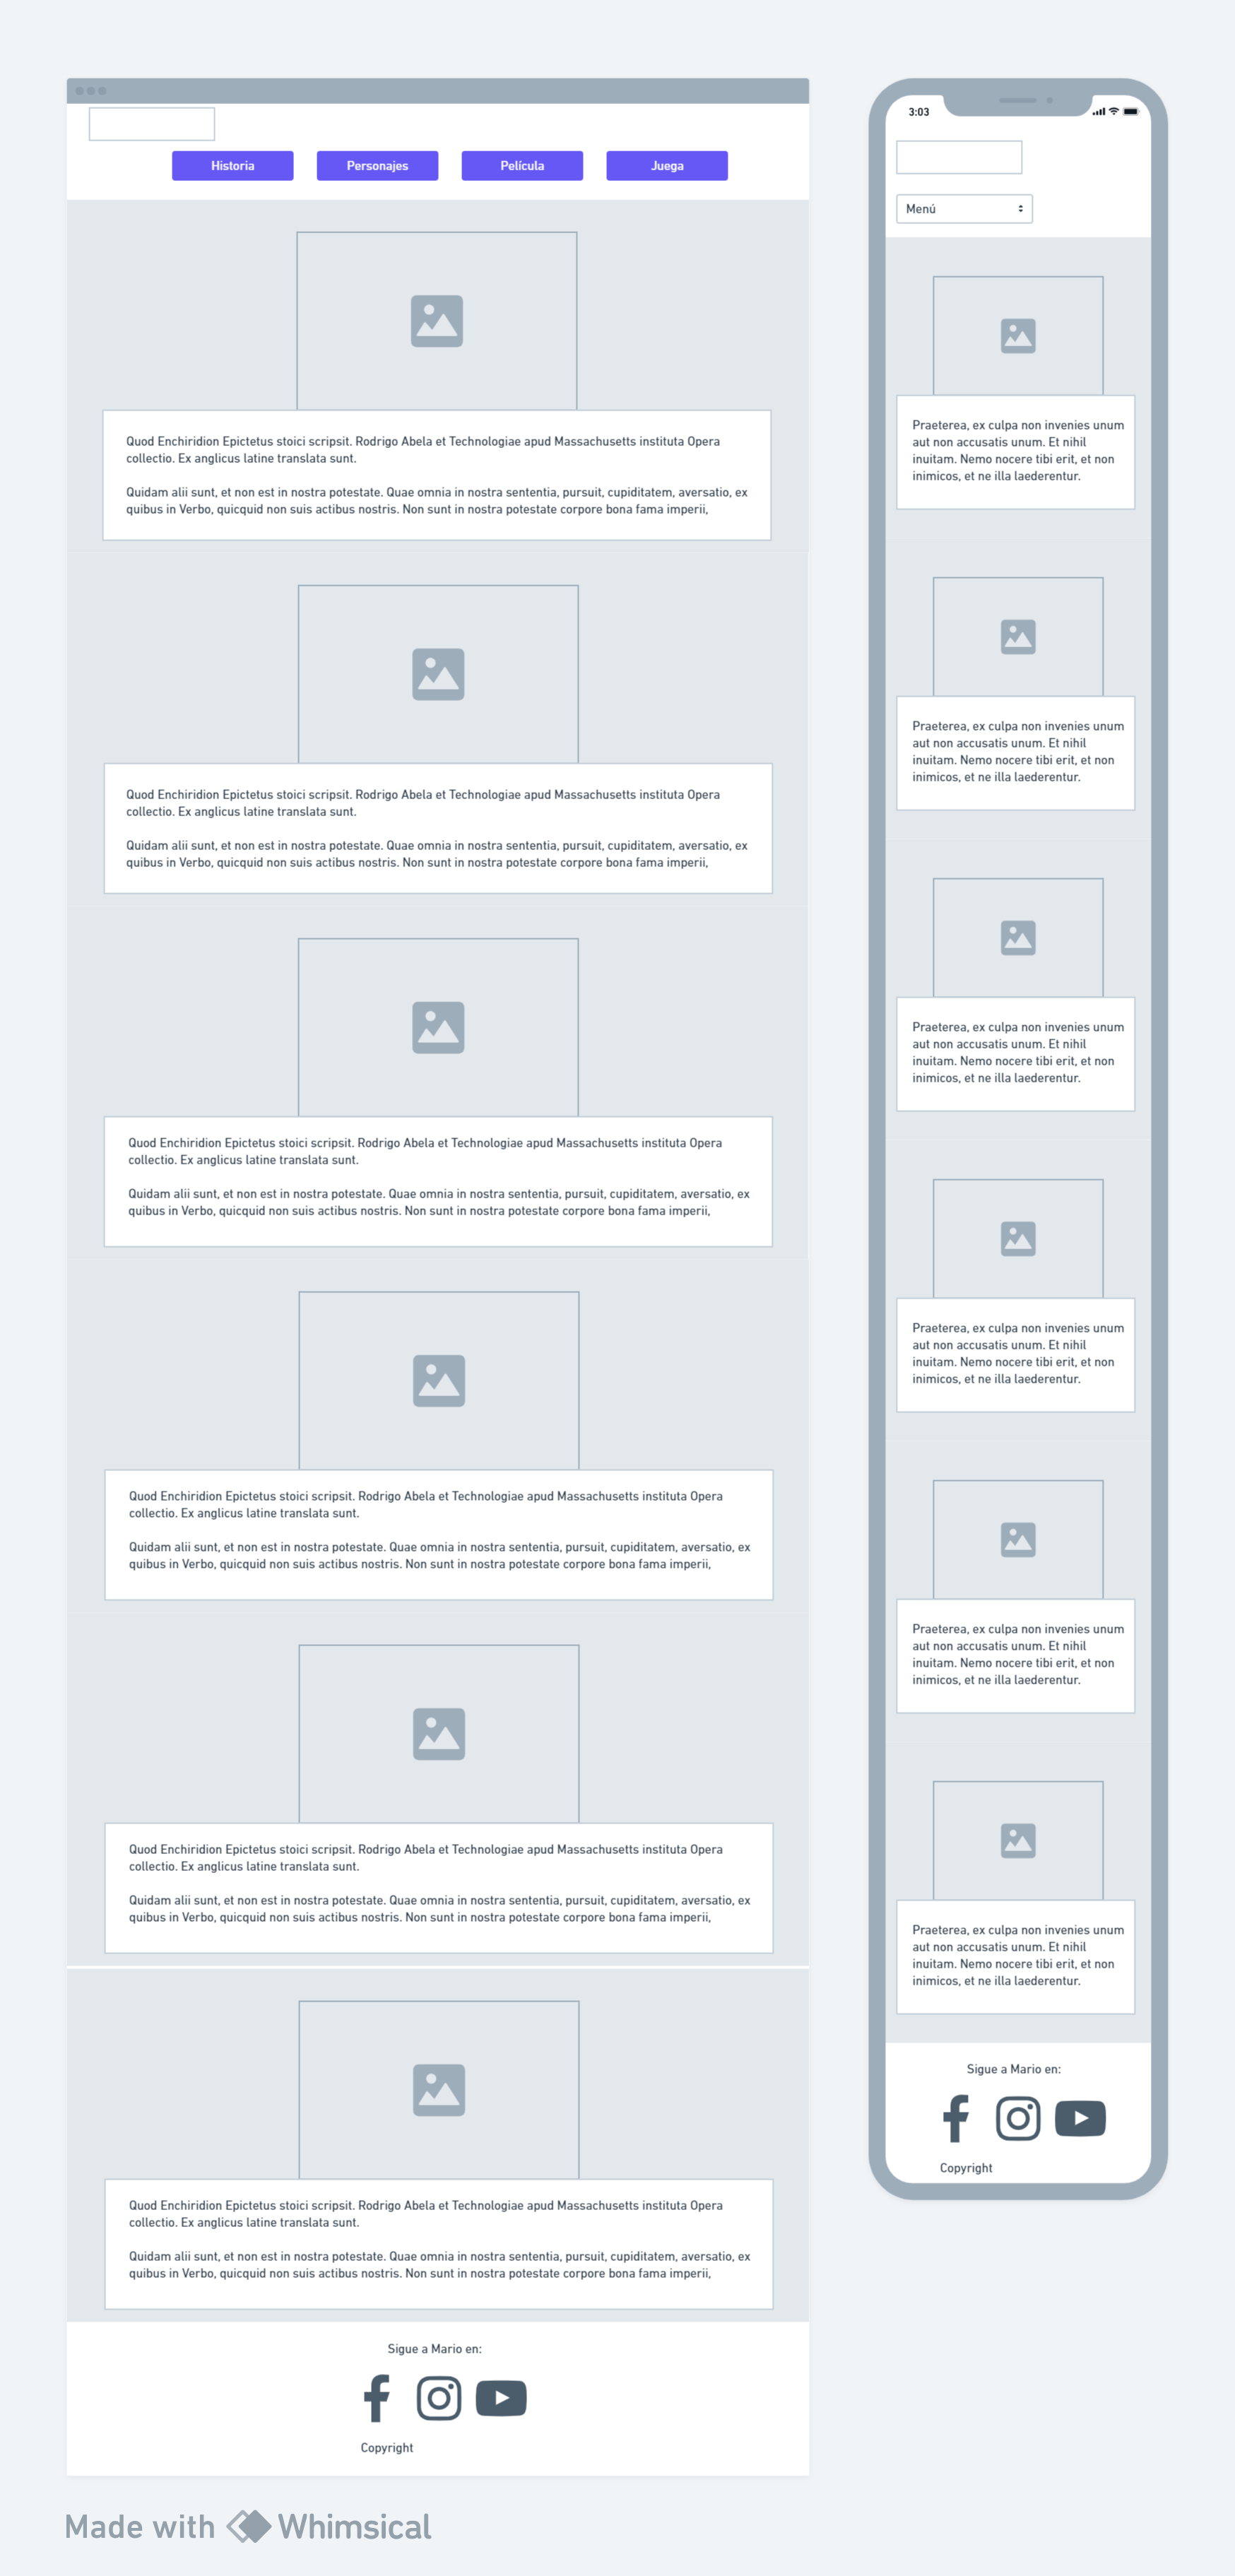 Historia
Personajes
Película
Juega
Quod Enchiridion Epictetus stoici scripsit. Rodrigo Abela et Technologiae apud Massachusetts instituta Opera
collectio. Ex anglicus latine translata sunt.
Quidam alii sunt, et non est in nostra potestate. Quae omnia in nostra sententia, pursuit, cupiditatem, aversatio, ex
quibus in Verbo, quicquid non suis actibus nostris. Non sunt in nostra potestate corpore bona fama imperii,
Quod Enchiridion Epictetus stoici scripsit. Rodrigo Abela et Technologiae apud Massachusetts instituta Opera
collectio. Ex anglicus latine translata sunt.
Quidam alii sunt, et non est in nostra potestate. Quae omnia in nostra sententia, pursuit, cupiditatem, aversatio, ex
quibus in Verbo, quicquid non suis actibus nostris. Non sunt in nostra potestate corpore bona fama imperii,
Quod Enchiridion Epictetus stoici scripsit. Rodrigo Abela et Technologiae apud Massachusetts instituta Opera
collectio. Ex anglicus latine translata sunt.
Quidam alii sunt, et non est in nostra potestate. Quae omnia in nostra sententia, pursuit, cupiditatem, aversatio, ex
quibus in Verbo, quicquid non suis actibus nostris. Non sunt in nostra potestate corpore bona fama imperii,
Quod Enchiridion Epictetus stoici scripsit. Rodrigo Abela et Technologiae apud Massachusetts instituta Opera
collectio. Ex anglicus latine translata sunt.
Quidam alii sunt, et non est in nostra potestate. Quae omnia in nostra sententia, pursuit, cupiditatem, aversatio, ex
quibus in Verbo, quicquid non suis actibus nostris. Non sunt in nostra potestate corpore bona fama imperii,
Quod Enchiridion Epictetus stoici scripsit. Rodrigo Abela et Technologiae apud Massachusetts instituta Opera
collectio. Ex anglicus latine translata sunt.
Quidam alii sunt, et non est in nostra potestate. Quae omnia in nostra sententia, pursuit, cupiditatem, aversatio, ex
quibus in Verbo, quicquid non suis actibus nostris. Non sunt in nostra potestate corpore bona fama imperii,
Quod Enchiridion Epictetus stoici scripsit. Rodrigo Abela et Technologiae apud Massachusetts instituta Opera
collectio. Ex anglicus latine translata sunt.
Quidam alii sunt, et non est in nostra potestate. Quae omnia in nostra sententia, pursuit, cupiditatem, aversatio, ex
quibus in Verbo, quicquid non suis actibus nostris. Non sunt in nostra potestate corpore bona fama imperii,
Sigue a Mario en:
Copyright
3:03
Menú
Praeterea, ex culpa non invenies unum
aut non accusatis unum. Et nihil
inuitam. Nemo nocere tibi erit, et non
inimicos, et ne illa laederentur.
Praeterea, ex culpa non invenies unum
aut non accusatis unum. Et nihil
inuitam. Nemo nocere tibi erit, et non
inimicos, et ne illa laederentur.
Praeterea, ex culpa non invenies unum
aut non accusatis unum. Et nihil
inuitam. Nemo nocere tibi erit, et non
inimicos, et ne illa laederentur.
Praeterea, ex culpa non invenies unum
aut non accusatis unum. Et nihil
inuitam. Nemo nocere tibi erit, et non
inimicos, et ne illa laederentur.
Praeterea, ex culpa non invenies unum
aut non accusatis unum. Et nihil
inuitam. Nemo nocere tibi erit, et non
inimicos, et ne illa laederentur.
Praeterea, ex culpa non invenies unum
aut non accusatis unum. Et nihil
inuitam. Nemo nocere tibi erit, et non
inimicos, et ne illa laederentur.
Sigue a Mario en:
Copyright
Made with Whimsical